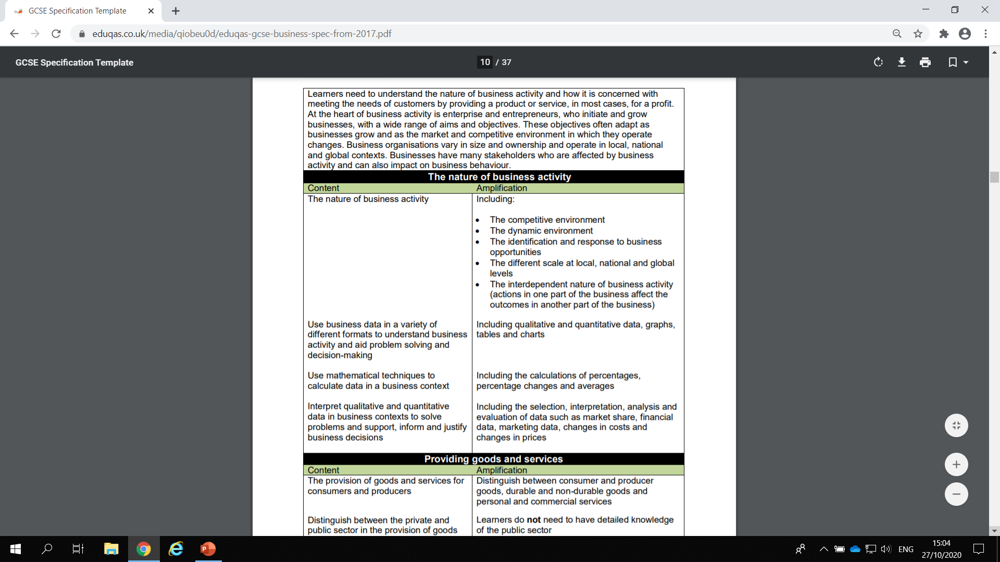 GCSE Specification Template
eduqas.co.uk/media/qiobeu0d/eduqas-gcse-business-spec-from-2017.pdf
GCSE Specification Template
10 / 37
Learners need to understand the nature of business activity and how it is concerned with
meeting the needs of customers by providing a product or service, in most cases, for a profit.
At the heart of business activity is enterprise and entrepreneurs, who initiate and grow
businesses, with a wide range of aims and objectives. These objectives often adapt as
businesses grow and as the market and competitive environment in which they operate
changes. Business organisations vary in size and ownership and operate in local, national
and global contexts. Businesses have many stakeholders who are affected by business
activity and can also impact on business behaviour.
The nature of business activity
Content Amplification
The nature of business activity
Including:
• The competitive environment
• The dynamic environment
• The identification and response to business
opportunities
• The different scale at local, national and global
levels
• The interdependent nature of business activity
(actions in one part of the business affect the
outcomes in another part of the business)
Use business data in a variety of
different formats to understand business
activity and aid problem solving and
decision-making
Including qualitative and quantitative data, graphs,
tables and charts
Use mathematical techniques to
calculate data in a business context
Including the calculations of percentages,
percentage changes and averages
Interpret qualitative and quantitative
data in business contexts to solve
problems and support, inform and justify
business decisions
Including the selection, interpretation, analysis and
evaluation of data such as market share, financial
data, marketing data, changes in costs and
changes in prices
Providing goods and services
Content Amplification
The provision of goods and services for
consumers and producers
Distinguish between consumer and producer
goods, durable and non-durable goods and
personal and commercial services
Distinguish between the private and
public sector in the provision of goods
Learners do not need to have detailed knowledge
of the public sector
P
ENG
15:04
27/10/2020